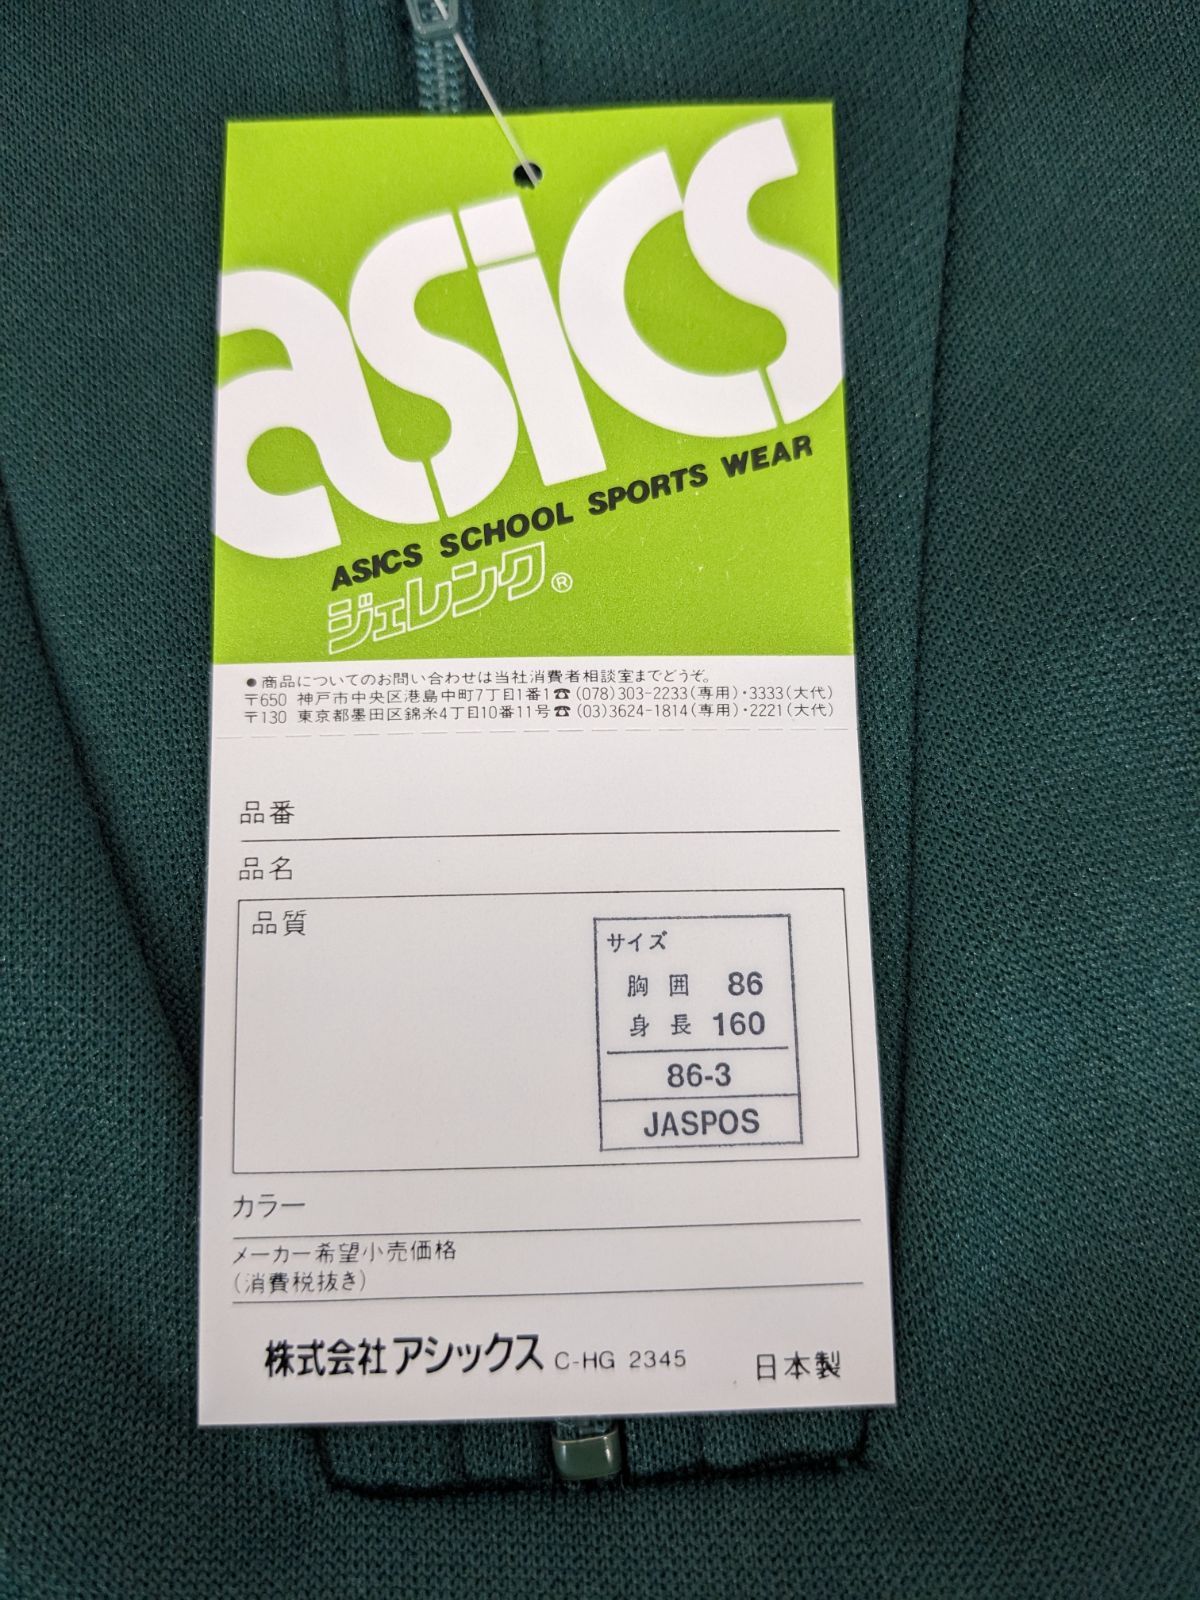 asics
ASICS SCHOOL SPORTS WEAR
ジェレンク®
●商品についてのお問い合わせは当社消費者相談室までどうぞ。
〒650 神戸市中央区港島中町7丁目1番1☎(078)303-2233(専用)・3333(大代)
〒130 東京都墨田区錦糸4丁目10番11号☎(03)3624-1814(専用)・2221(大代)
品番
品名
品質
サイズ
胸囲 86
身長 160
86-3
JASPOS
カラー
メーカー希望小売価格
(消費税抜き)
株式会社アシックス C-HG 2345 日本製